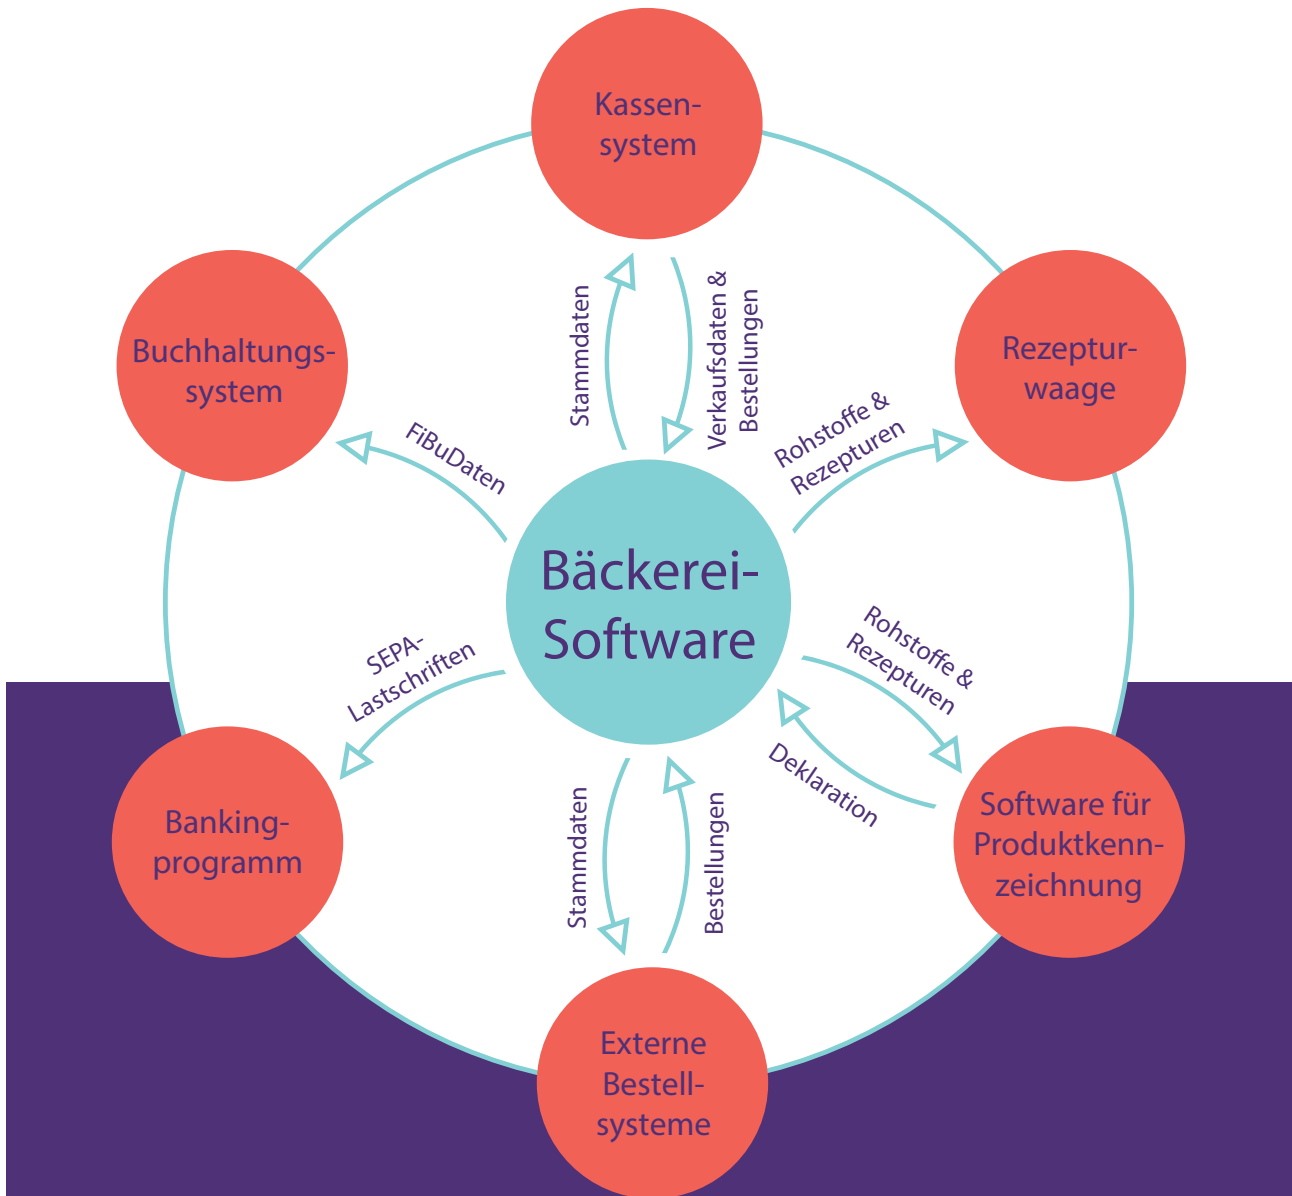 Kassen-
system
Buchhaltungs-
system
Rezeptur-
waage
Stammdaten
Verkaufsdaten &
Bestellungen
FiBuDaten
Rohstoffe &
Rezepturen
Bäckerei-
Software
SEPA-
Lastschriften
Rohstoffe &
Rezepturen
Deklaration
Stammdaten
Bestellungen
Banking-
programm
Software für
Produktkenn-
zeichnung
Externe
Bestell-
systeme